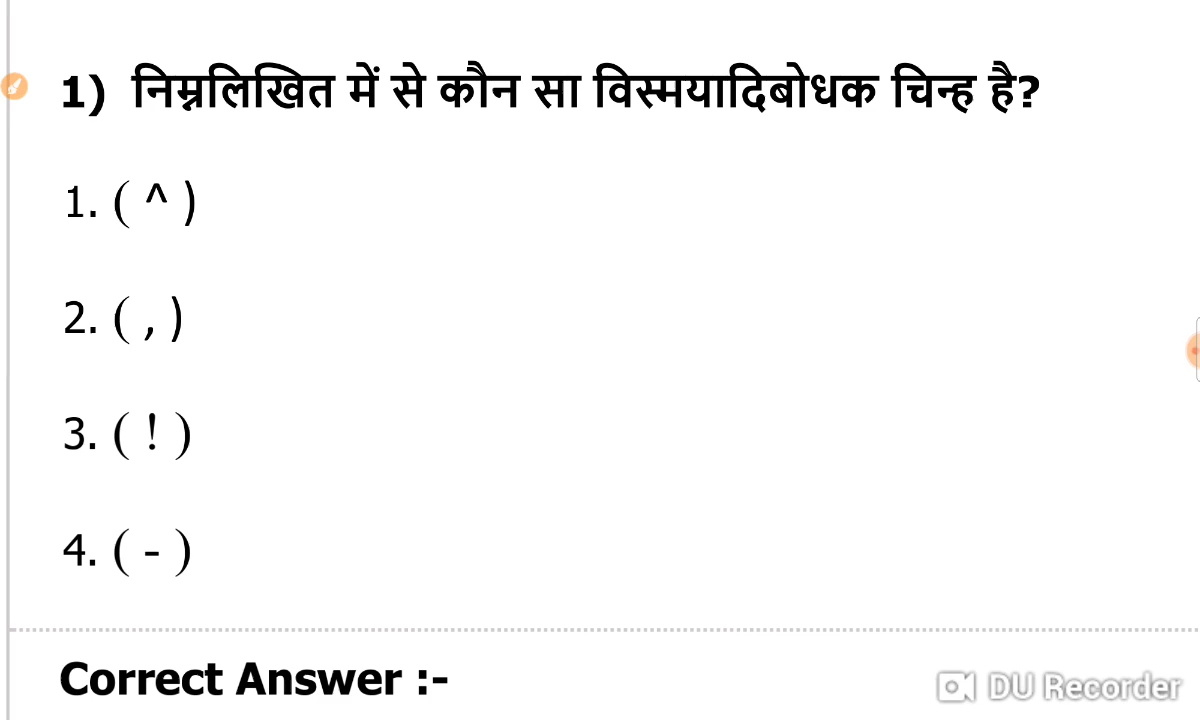 1) निम्नलिखित में से कौन सा विस्मयादिबोधक चिन्ह है?
1. ( ^ )
2. ( , )
3. ( ! )
4. ( - )
Correct Answer :-
DU Recorder